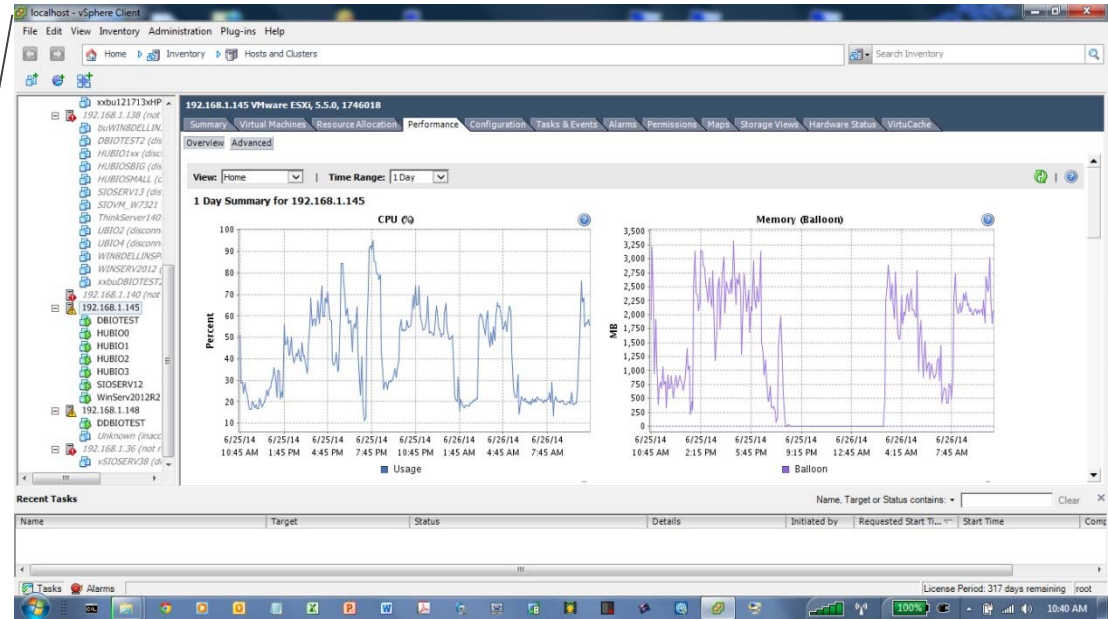 localhost - vSphere Client
File Edit View Inventory Administration Plug-ins Help
Home Inventory Hosts and Clusters
Search Inventory
xxbu121713xHP
192.168.1.138 (not
buWIN8DELLIN.
DBIOTEST2 (dis
HUBIO1xx (disc
HUBIOSBIG (dis
HUBIOSMALL (c
SIOSERV13 (dis
SIOVM_W7321
ThinkServer140
UBIO2 (disconn
UBIO4 (disconn
WIN8DELLINSP
WINSERV2012 (
xxbuDBIOTEST2
192.168.1.140 (not
192.168.1.145
DBIOTEST
HUBIO0
HUBIO1
HUBIO2
HUBIO3
SIOSERV12
WinServ2012R2
192.168.1.148
DDBIOTEST
Unknown (inacc
192.168.1.36 (not r
vSIOSERV38 (di
192.168.1.145 VMware ESXi, 5.5.0, 1746018
Summary Virtual Machines Resource Allocation Performance Configuration Tasks & Events Alarms Permissions Maps Storage Views Hardware Status VirtuCache
Overview Advanced
View: Home | Time Range: 1 Day
1 Day Summary for 192.168.1.145
CPU (%)
100
90
80
70
60
50
40
30
20
10
Percent
6/25/14 6/25/14 6/25/14 6/25/14 6/25/14 6/26/14 6/26/14 6/26/14
10:45 AM 1:45 PM 4:45 PM 7:45 PM 10:45 PM 1:45 AM 4:45 AM 7:45 AM
Usage
Memory (Balloon)
3,500
3,250
3,000
2,750
2,500
2,250
2,000
1,750
1,500
1,250
1,000
750
500
250
0
MB
6/25/14 6/25/14 6/25/14 6/25/14 6/26/14 6/26/14 6/26/14
10:45 AM 2:15 PM 5:45 PM 9:15 PM 12:45 AM 4:15 AM 7:45 AM
Balloon
Recent Tasks
Name, Target or Status contains: Clear
Name Target Status Details Initiated by Requested Start Ti... Start Time Comp
Tasks Alarms
License Period: 317 days remaining root
100% 10:40 AM